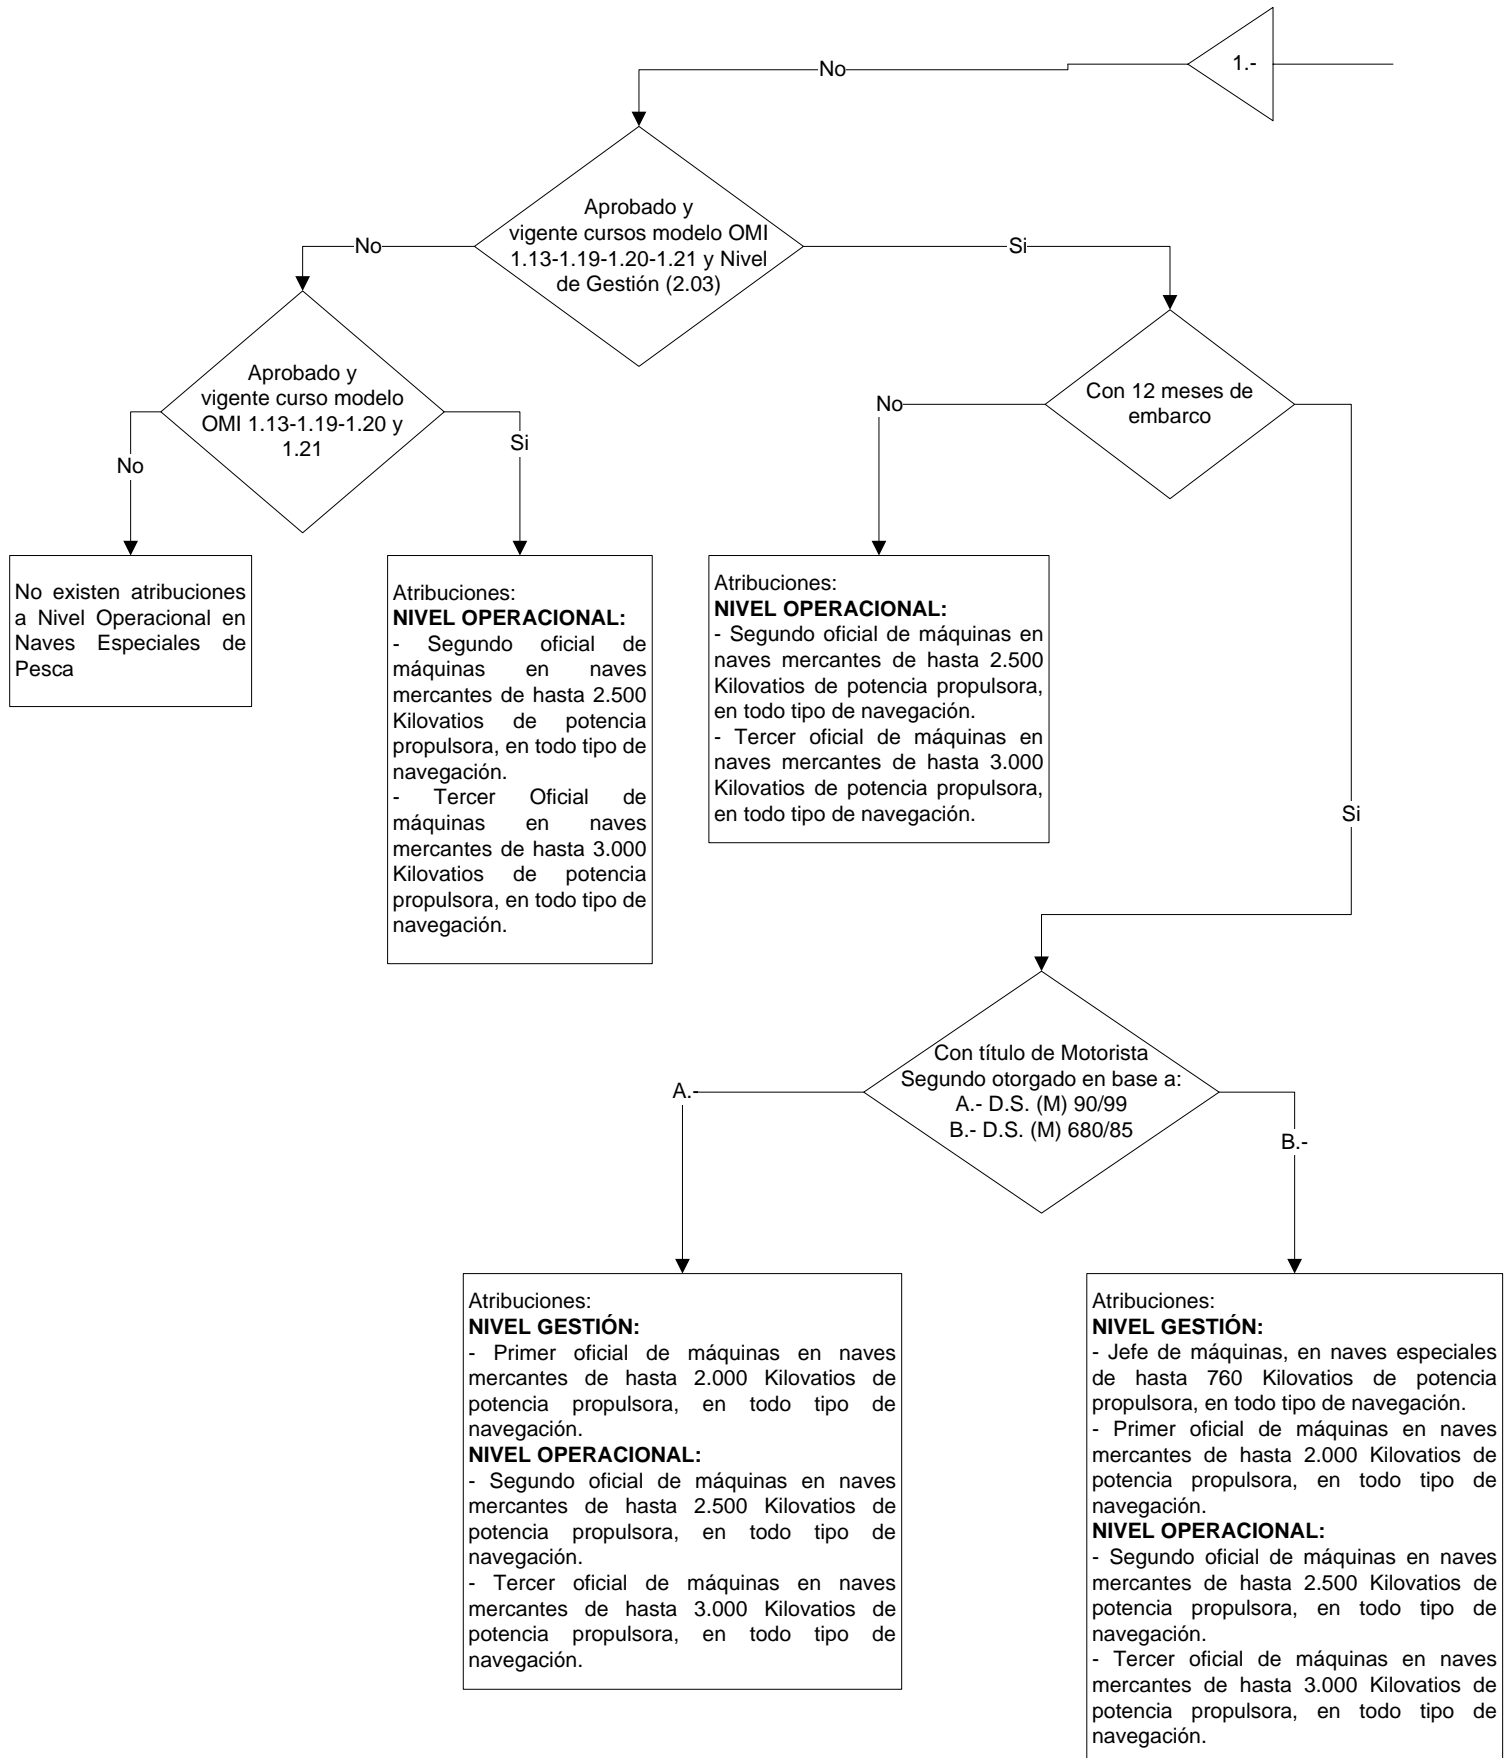 1.-
No
Aprobado y
vigente cursos modelo OMI
1.13-1.19-1.20-1.21 y Nivel
de Gestión (2.03)
No
Si
Aprobado y
vigente curso modelo
OMI 1.13-1.19-1.20 y
1.21
No
Si
Con 12 meses de
embarco
No
Si
No existen atribuciones
a Nivel Operacional en
Naves Especiales de
Pesca
Atribuciones:
NIVEL OPERACIONAL:
- Segundo oficial de
máquinas en naves
mercantes de hasta 2.500
Kilovatios de potencia
propulsora, en todo tipo de
navegación.
- Tercer Oficial de
máquinas en naves
mercantes de hasta 3.000
Kilovatios de potencia
propulsora, en todo tipo de
navegación.
Atribuciones:
NIVEL OPERACIONAL:
- Segundo oficial de máquinas en
naves mercantes de hasta 2.500
Kilovatios de potencia propulsora,
en todo tipo de navegación.
- Tercer oficial de máquinas en
naves mercantes de hasta 3.000
Kilovatios de potencia propulsora,
en todo tipo de navegación.
Con título de Motorista
Segundo otorgado en base a:
A.- D.S. (M) 90/99
B.- D.S. (M) 680/85
A.-
B.-
Atribuciones:
NIVEL GESTIÓN:
- Primer oficial de máquinas en naves
mercantes de hasta 2.000 Kilovatios de
potencia propulsora, en todo tipo de
navegación.
NIVEL OPERACIONAL:
- Segundo oficial de máquinas en naves
mercantes de hasta 2.500 Kilovatios de
potencia propulsora, en todo tipo de
navegación.
- Tercer oficial de máquinas en naves
mercantes de hasta 3.000 Kilovatios de
potencia propulsora, en todo tipo de
navegación.
Atribuciones:
NIVEL GESTIÓN:
- Jefe de máquinas, en naves especiales
de hasta 760 Kilovatios de potencia
propulsora, en todo tipo de navegación.
- Primer oficial de máquinas en naves
mercantes de hasta 2.000 Kilovatios de
potencia propulsora, en todo tipo de
navegación.
NIVEL OPERACIONAL:
- Segundo oficial de máquinas en naves
mercantes de hasta 2.500 Kilovatios de
potencia propulsora, en todo tipo de
navegación.
- Tercer oficial de máquinas en naves
mercantes de hasta 3.000 Kilovatios de
potencia propulsora, en todo tipo de
navegación.